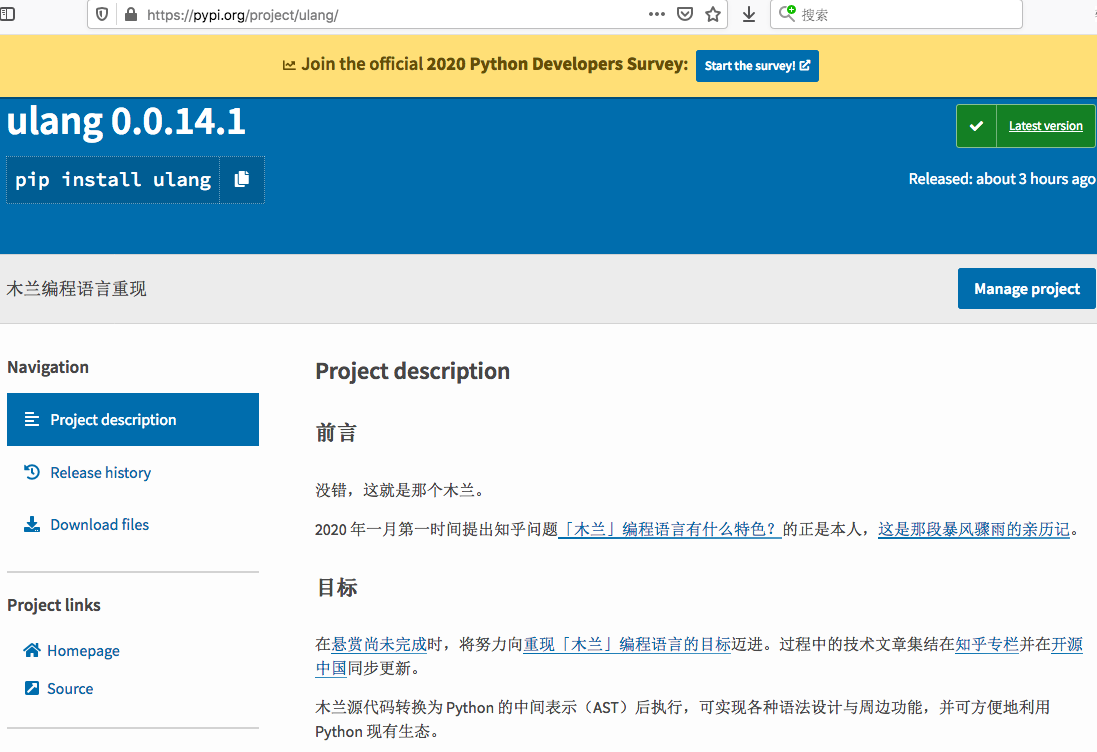 https://pypi.org/project/ulang/
搜索
Join the official 2020 Python Developers Survey:
Start the survey!
ulang 0.0.14.1
Latest version
pip install ulang
Released: about 3 hours ago
木兰编程语言重现
Manage project
Navigation
Project description
Release history
Download files
Project links
Homepage
Source
Project description
前言
没错，这就是那个木兰。
2020 年一月第一时间提出知乎问题「木兰」编程语言有什么特色？的正是本人，这是那段暴风骤雨的亲历记。
目标
在悬赏尚未完成时，将努力向重现「木兰」编程语言的目标迈进。过程中的技术文章集结在知乎专栏并在开源
中国同步更新。
木兰源代码转换为 Python 的中间表示（AST）后执行，可实现各种语法设计与周边功能，并可方便地利用
Python 现有生态。